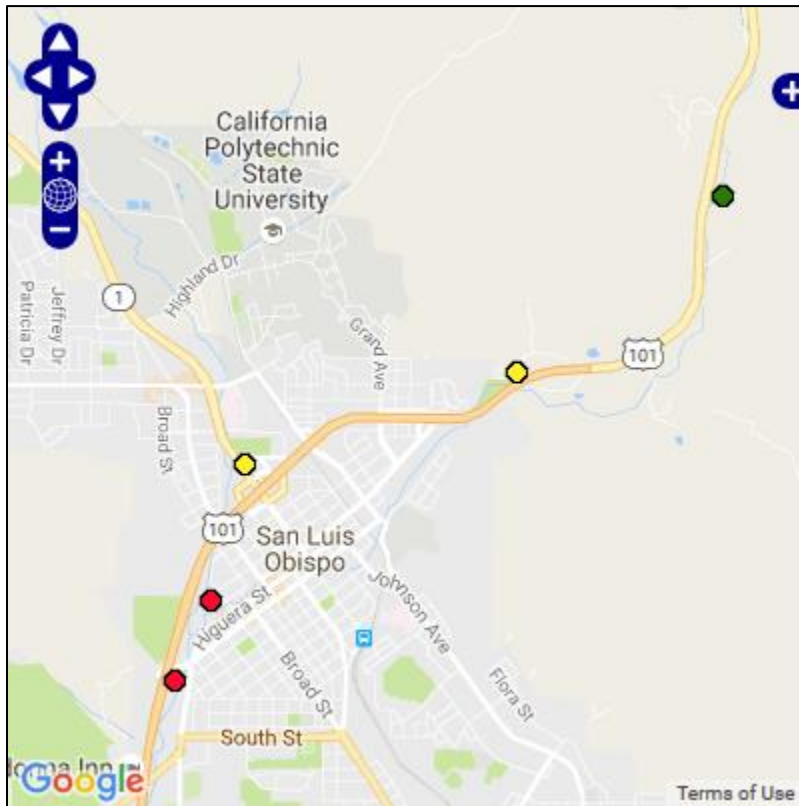 California
Polytechnic
State
University
Highland Dr
Jeffrey Dr
Patricia Dr
1
Grand Ave
101
Broad St
101
San Luis
Obispo
Johnson Ave
Higuera St
Broad St
Flora St
South St
Inn
Google
Terms of Use